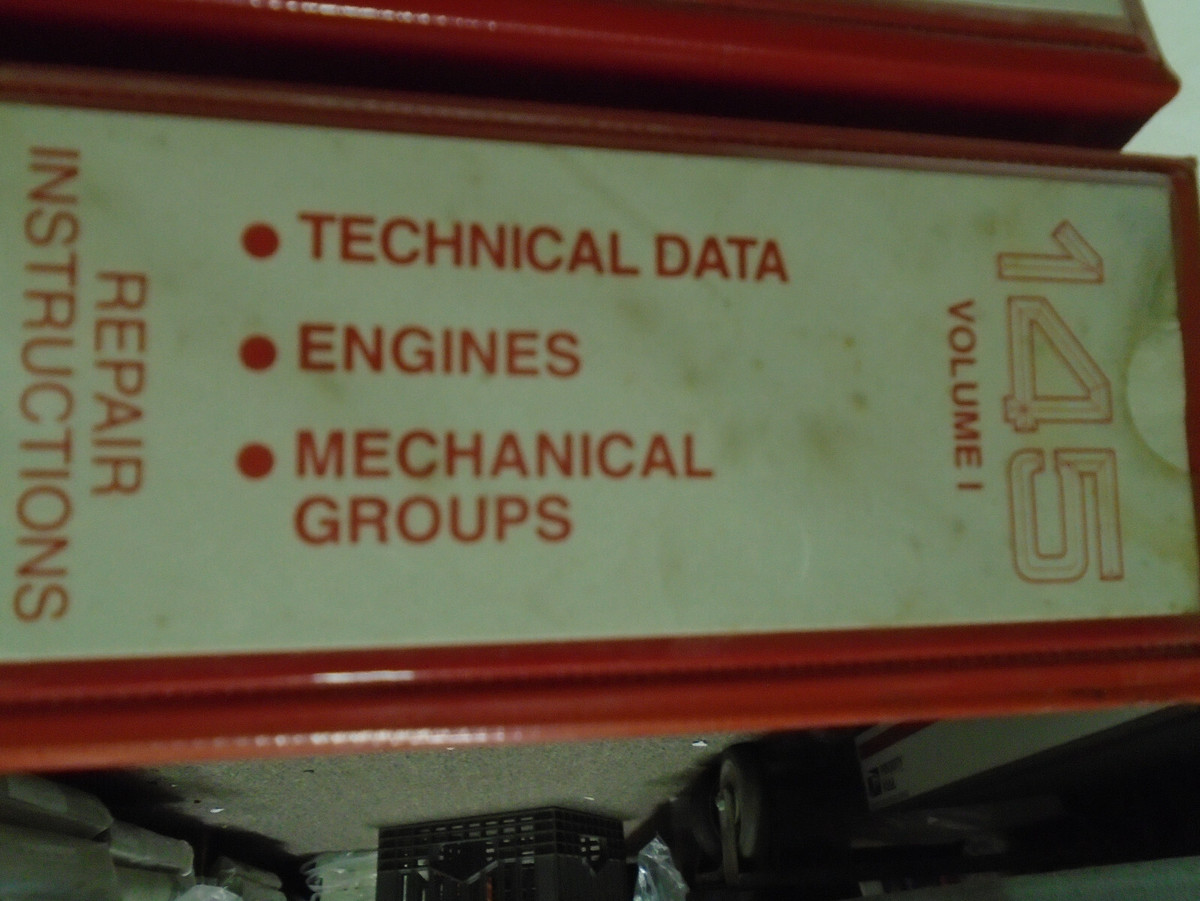 145
VOLUME I
TECHNICAL DATA
ENGINES
MECHANICAL
GROUPS
REPAIR
INSTRUCTIONS